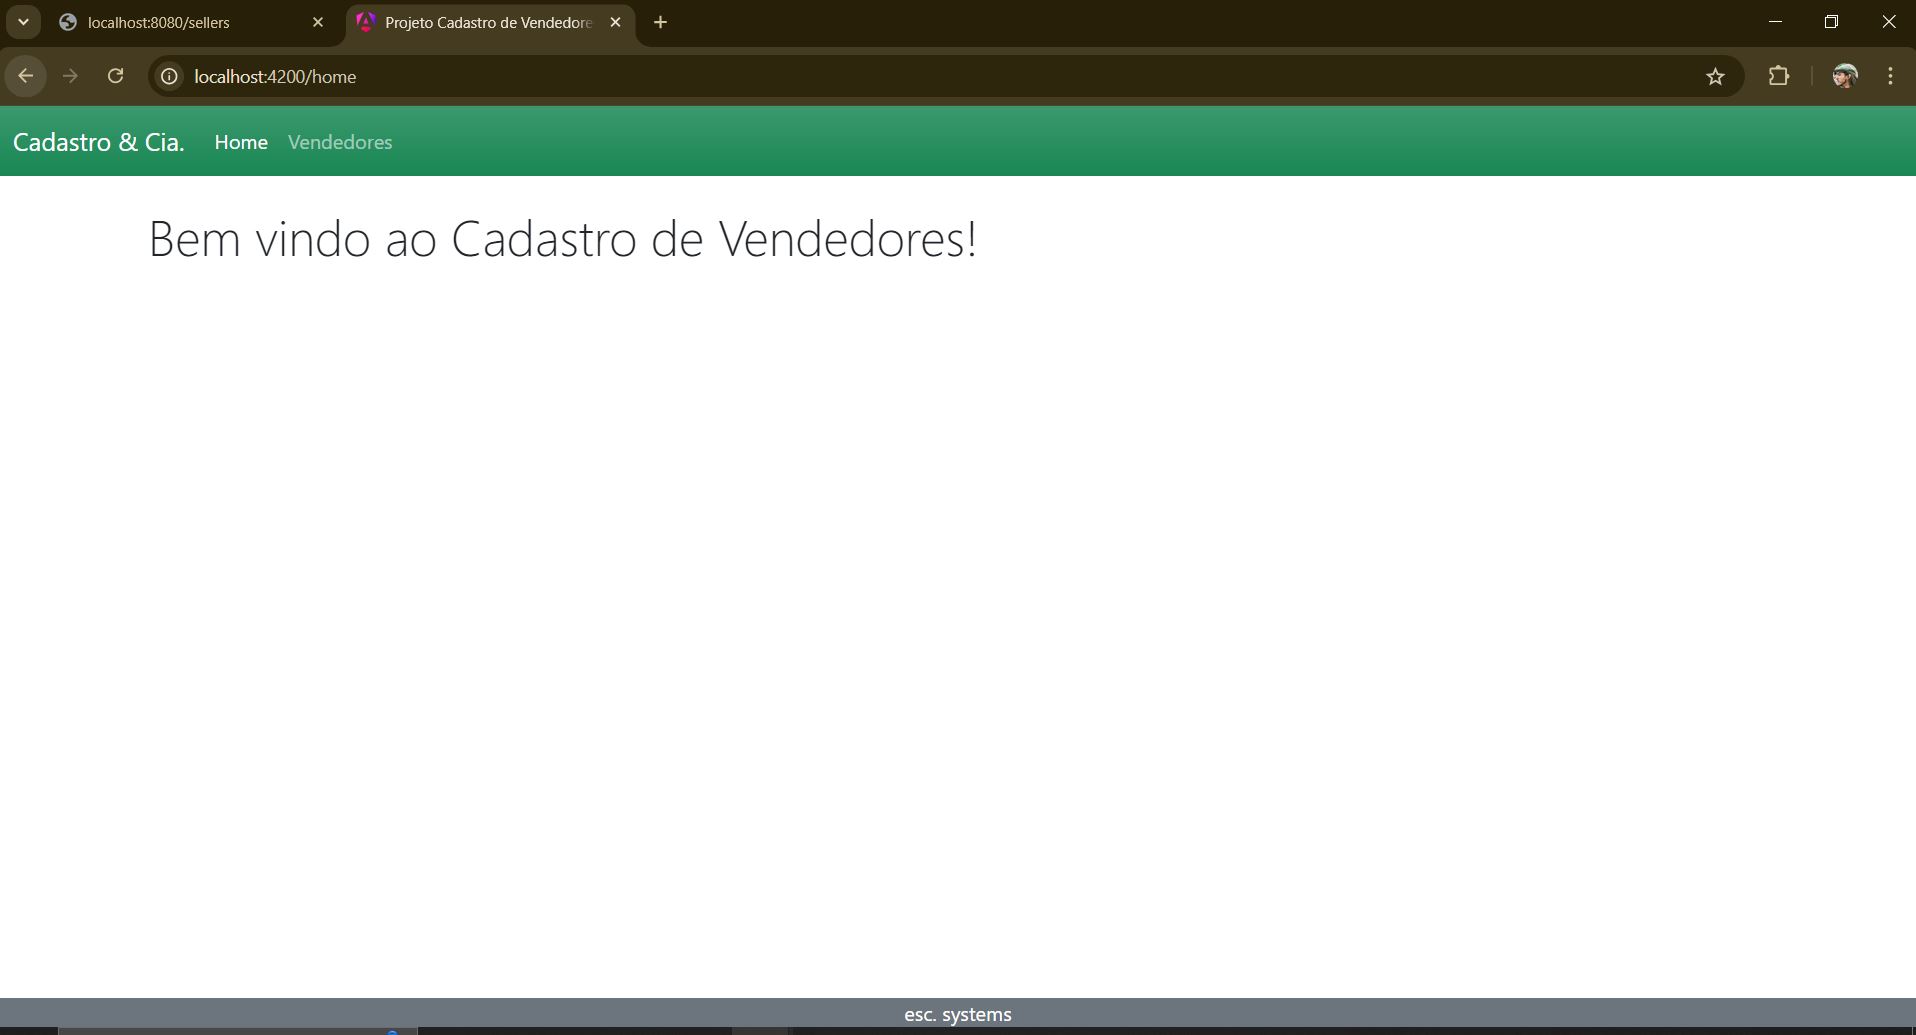 localhost:8080/sellers
Projeto Cadastro de Vendedore
localhost:4200/home
Cadastro & Cia. Home Vendedores
Bem vindo ao Cadastro de Vendedores!
esc. systems